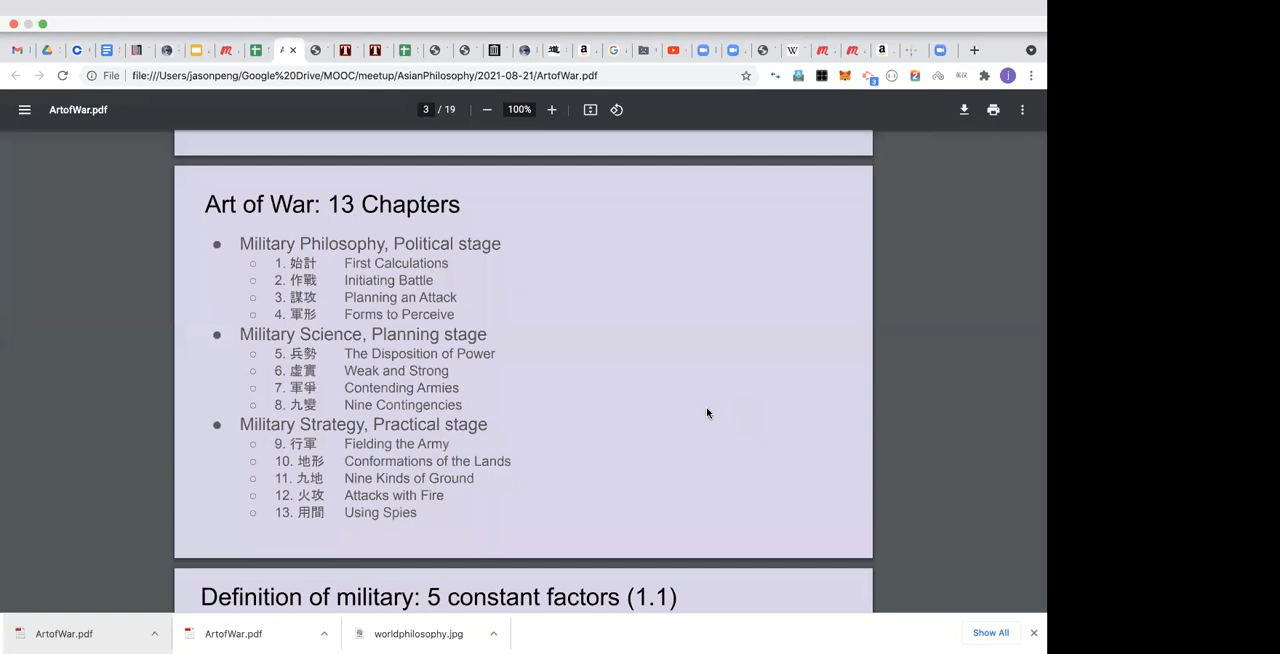 File
file:///Users/jasonpeng/Google%20Drive/MOOC/meetup/AsianPhilosophy/2021-08-21/ArtofWar.pdf
ArtofWar.pdf
3 / 19
100%
Art of War: 13 Chapters
Military Philosophy, Political stage
1. 始計 First Calculations
2. 作戰 Initiating Battle
3. 謀攻 Planning an Attack
4. 軍形 Forms to Perceive
Military Science, Planning stage
5. 兵勢 The Disposition of Power
6. 虛實 Weak and Strong
7. 軍爭 Contending Armies
8. 九變 Nine Contingencies
Military Strategy, Practical stage
9. 行軍 Fielding the Army
10. 地形 Conformations of the Lands
11. 九地 Nine Kinds of Ground
12. 火攻 Attacks with Fire
13. 用間 Using Spies
Definition of military: 5 constant factors (1.1)
ArtofWar.pdf
ArtofWar.pdf
worldphilosophy.jpg
Show All